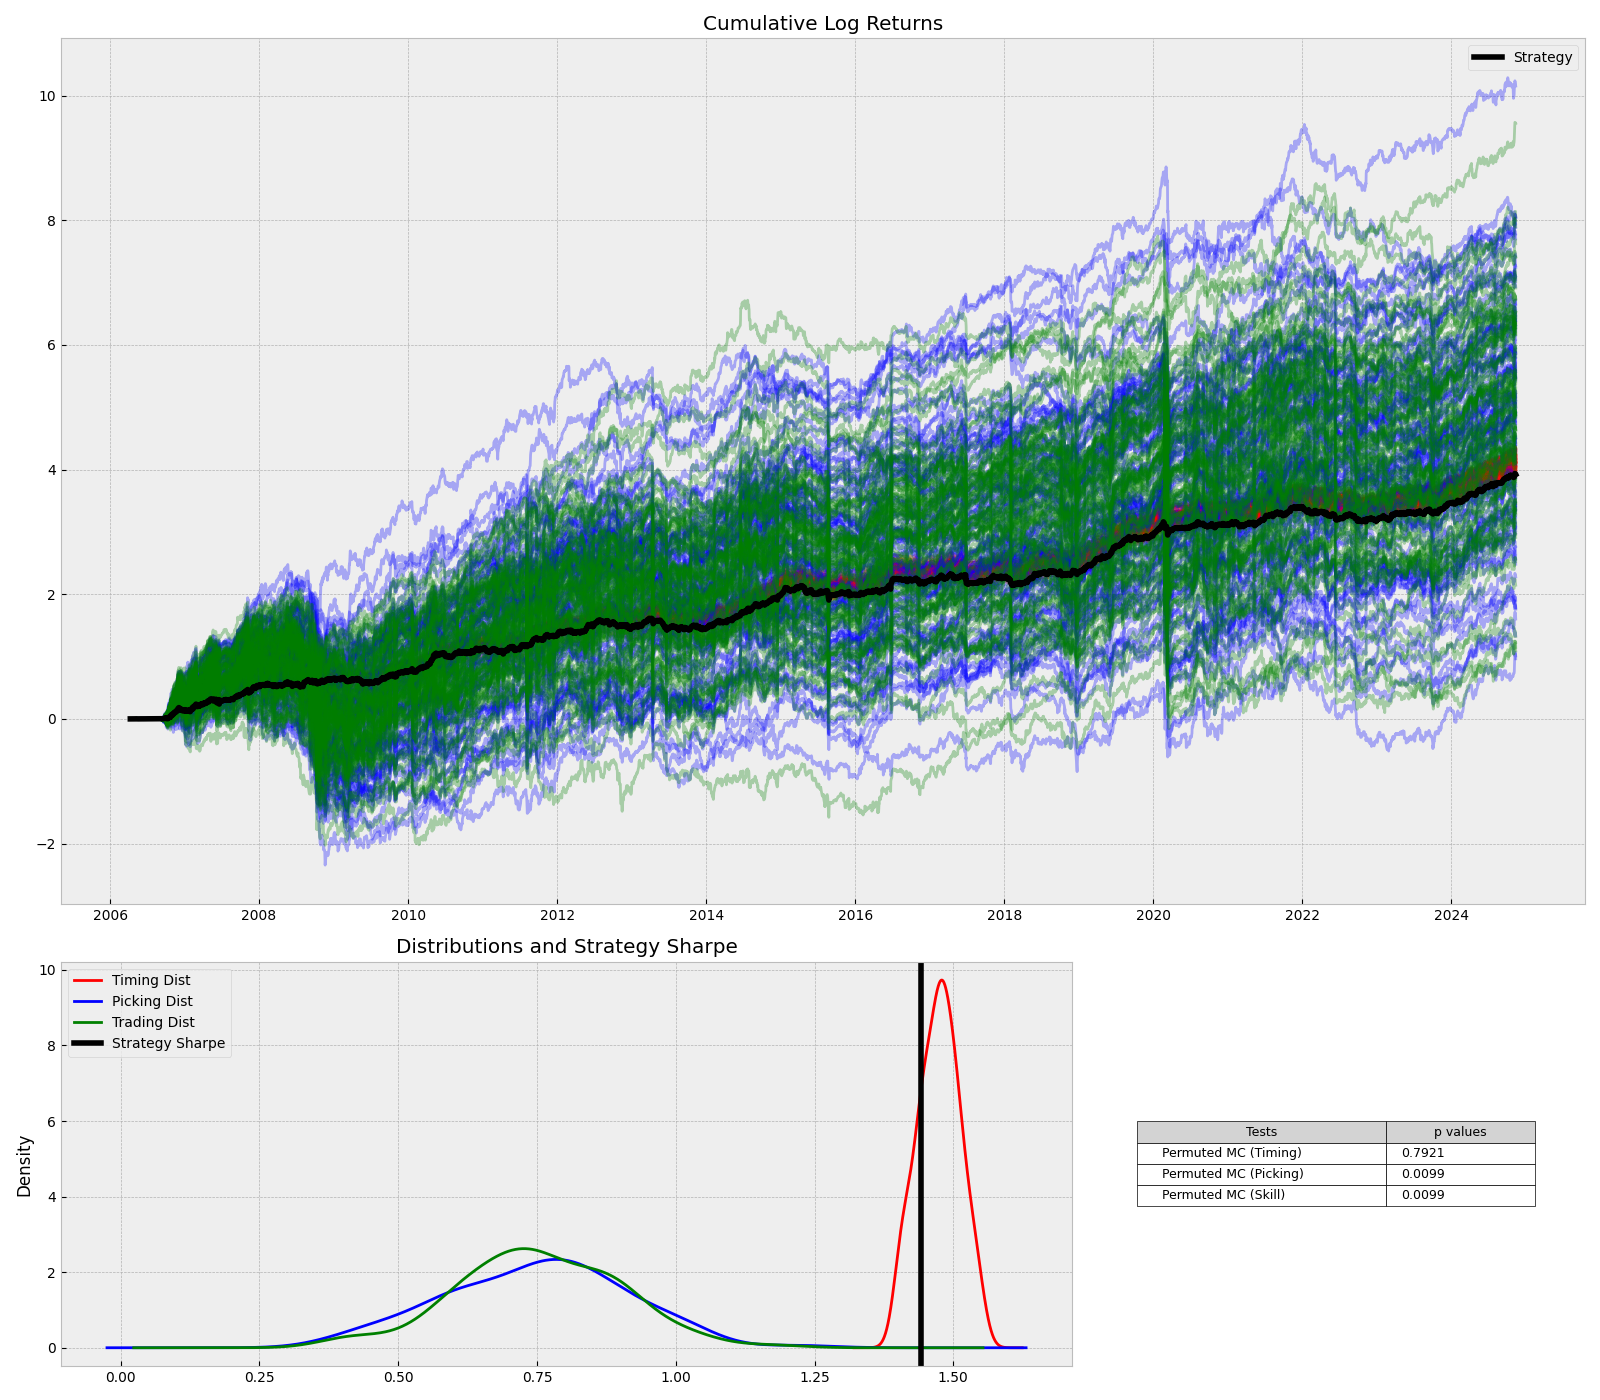 Cumulative Log Returns
Strategy
10
8
6
4
2
0
−2
2006 2008 2010 2012 2014 2016 2018 2020 2022 2024
Distributions and Strategy Sharpe
Timing Dist
Picking Dist
Trading Dist
Strategy Sharpe
Density
10
8
6
4
2
0
0.00 0.25 0.50 0.75 1.00 1.25 1.50
Tests p values
Permuted MC (Timing) 0.7921
Permuted MC (Picking) 0.0099
Permuted MC (Skill) 0.0099